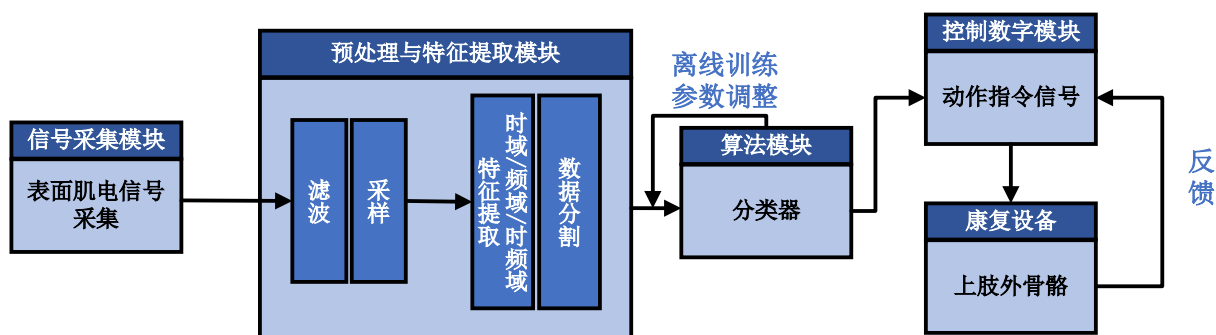 信号采集模块
表面肌电信号
采集
预处理与特征提取模块
滤波
采样
时域/频域/时频域
特征提取
数据分割
离线训练
参数调整
算法模块
分类器
控制数字模块
动作指令信号
康复设备
上肢外骨骼
反馈